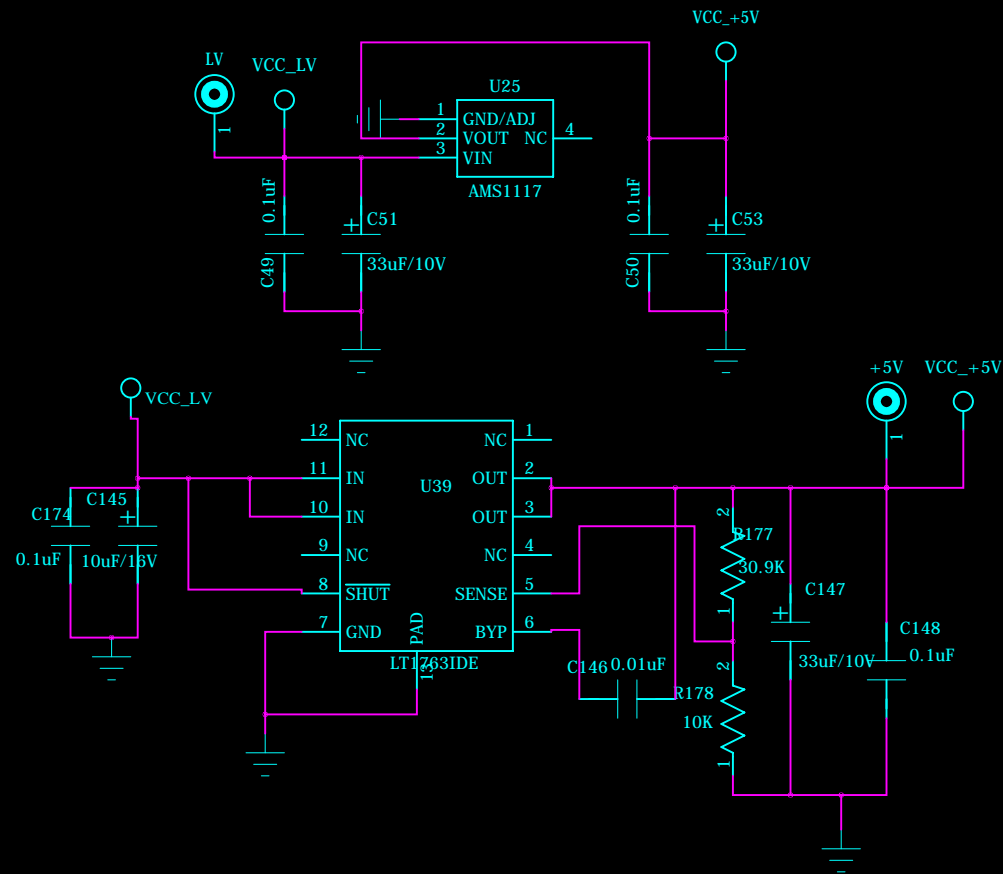 VCC_+5V
LV
VCC_LV
U25
1
1 GND/ADJ
2 VOUT NC 4
3 VIN
AMS1117
0.1uF
C49
C51
33uF/10V
0.1uF
C50
C53
33uF/10V
+5V
VCC_+5V
1
VCC_LV
12 NC
NC 1
11 IN
U39
OUT 2
10 IN
OUT 3
9 NC
NC 4
8 SHUT
SENSE 5
7 GND
PAD
BYP 6
LT1763IDE
13
C174
0.1uF
C145
10uF/16V
C146
0.01uF
2
R177
30.9K
1
2
R178
10K
1
C147
33uF/10V
C148
0.1uF